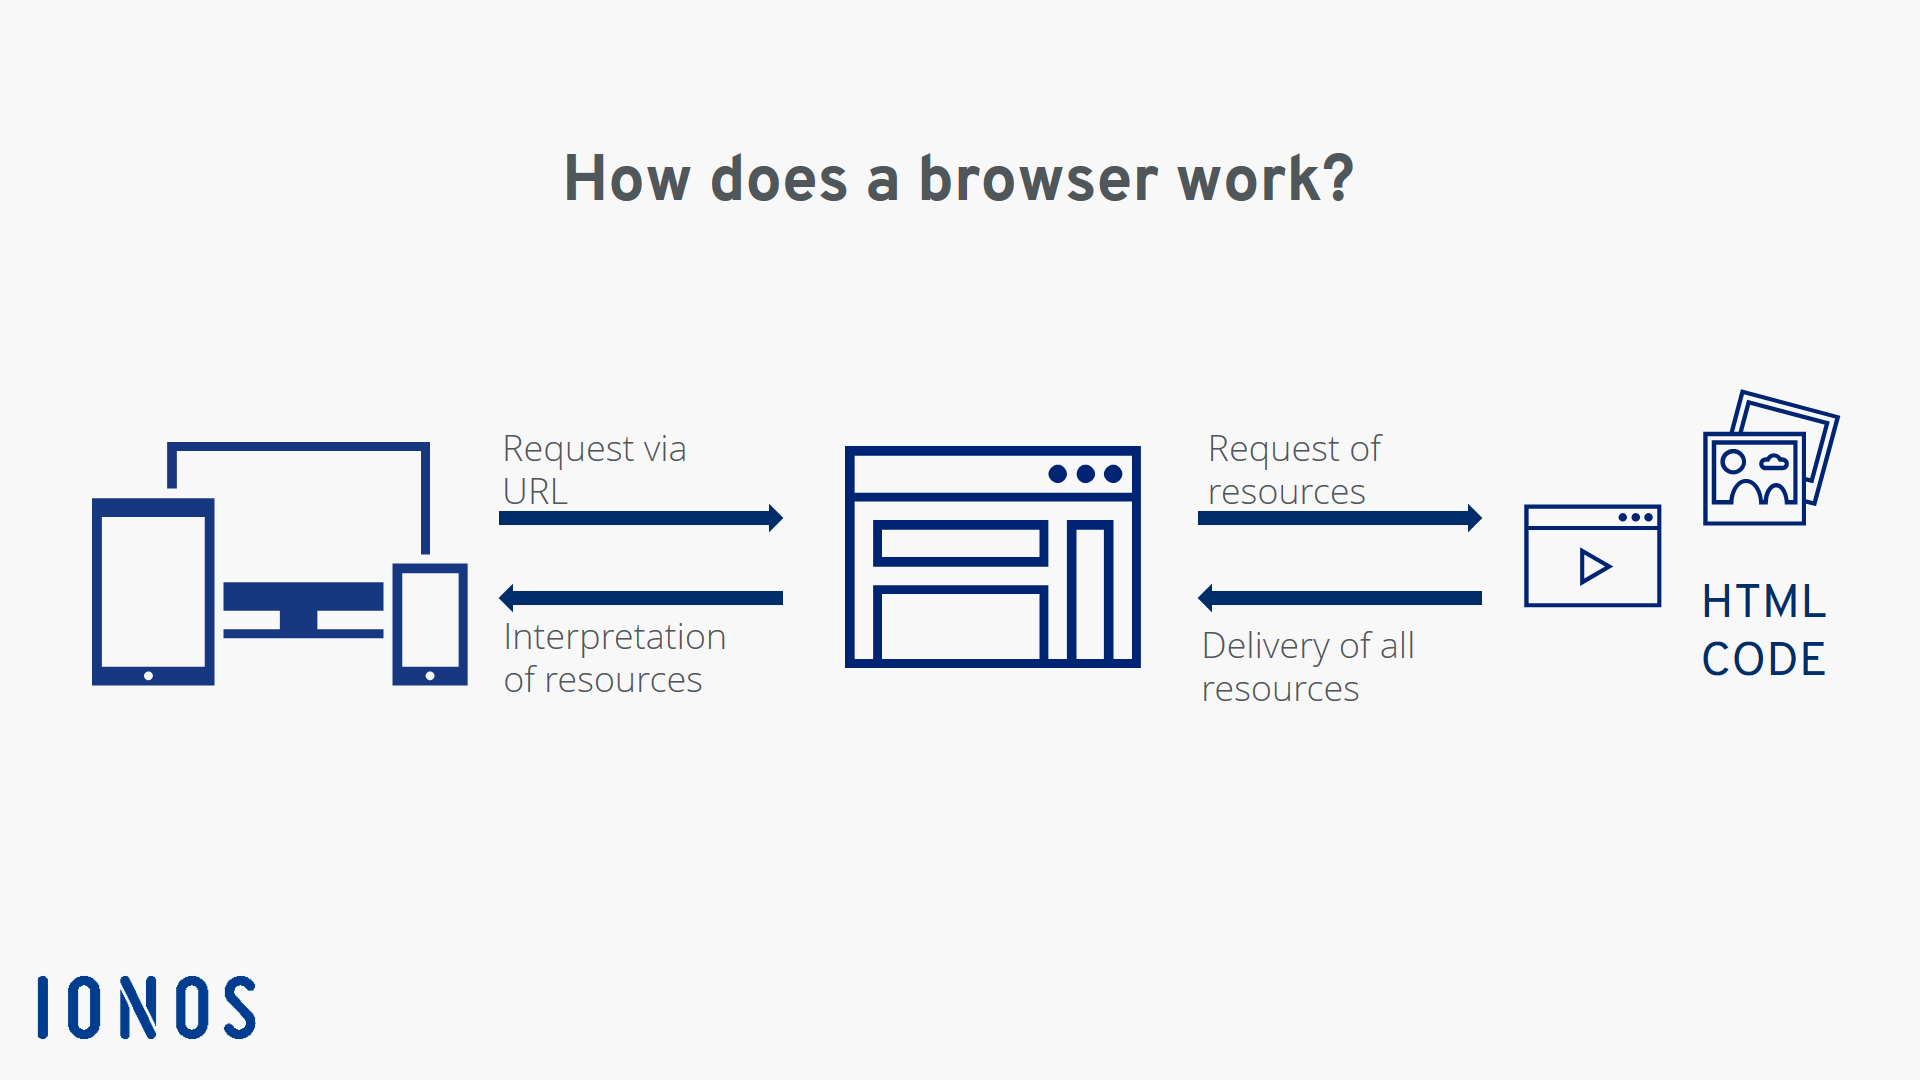 How does a browser work?
Request via
URL
Interpretation
of resources
Request of
resources
Delivery of all
resources
HTML
CODE
IONOS